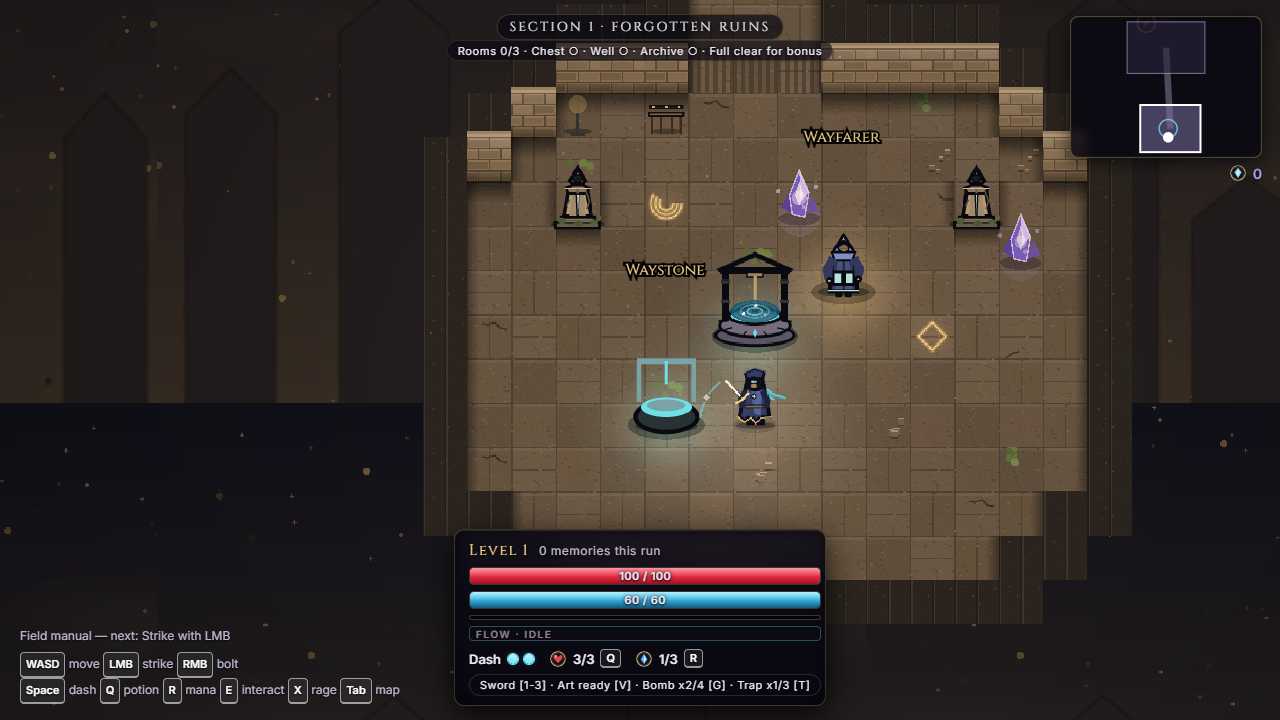 SECTION 1 · FORGOTTEN RUINS
Rooms 0/3 · Chest ○ · Well ○ · Archive ○ · Full clear for bonus
0
WAYFARER
WAYSTONE
LEVEL 1 0 memories this run
100 / 100
60 / 60
FLOW · IDLE
Dash 3/3 Q 1/3 R
Sword [1-3] · Art ready [V] · Bomb x2/4 [G] · Trap x1/3 [T]
Field manual — next: Strike with LMB
WASD move LMB strike RMB bolt
Space dash Q potion R mana E interact X rage Tab map